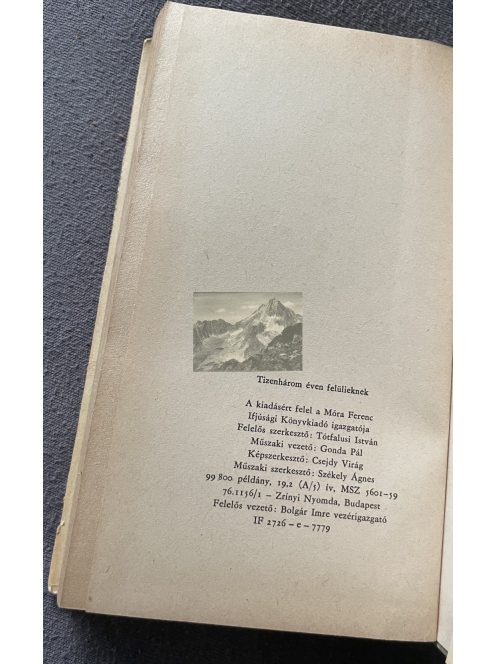 Tizenhárom éven felülieknek
A kiadásért felel a Móra Ferenc
Ifjúsági Könyvkiadó igazgatója
Felelős szerkesztő: Tótfalusi István
Műszaki vezető: Gonda Pál
Képszerkesztő: Csejdy Virág
Műszaki szerkesztő: Székely Ágnes
99 800 példány, 19,2 (A/5) ív, MSZ 5601–59
76.1156/1 – Zrínyi Nyomda, Budapest
Felelős vezető: Bolgár Imre vezérigazgató
IF 2726 – e – 7779